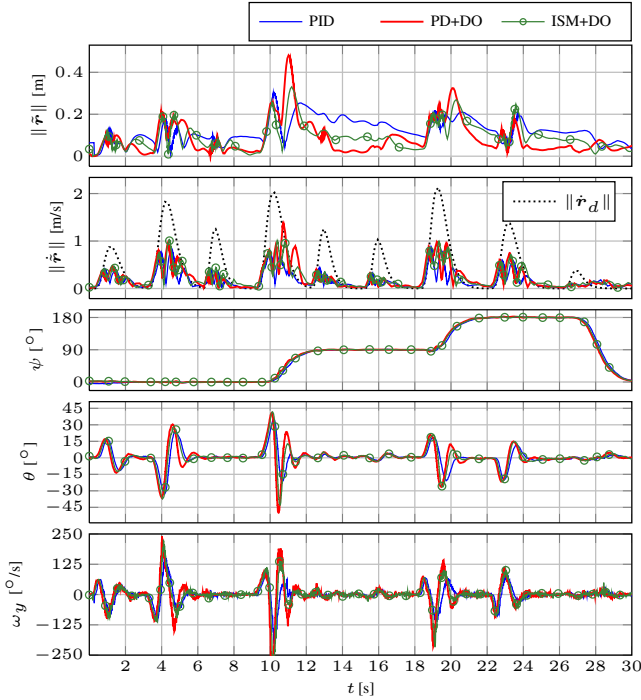 PID PD+DO ISM+DO
‖ r̃ ‖ [m]
0.4
0.2
0
‖ r̃̇ ‖ [m/s]
2
1
0
‖ ṙ_d ‖
ψ [°]
180
90
0
θ [°]
45
30
15
0
−15
−30
−45
ωy [°/s]
250
125
0
−125
−250
2 4 6 8 10 12 14 16 18 20 22 24 26 28 30
t [s]